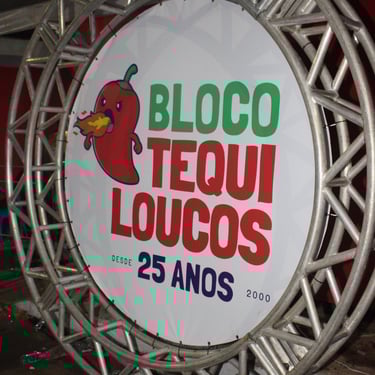 BLOCO
TEQUI
LOUCOS
DESDE 25 ANOS 2000